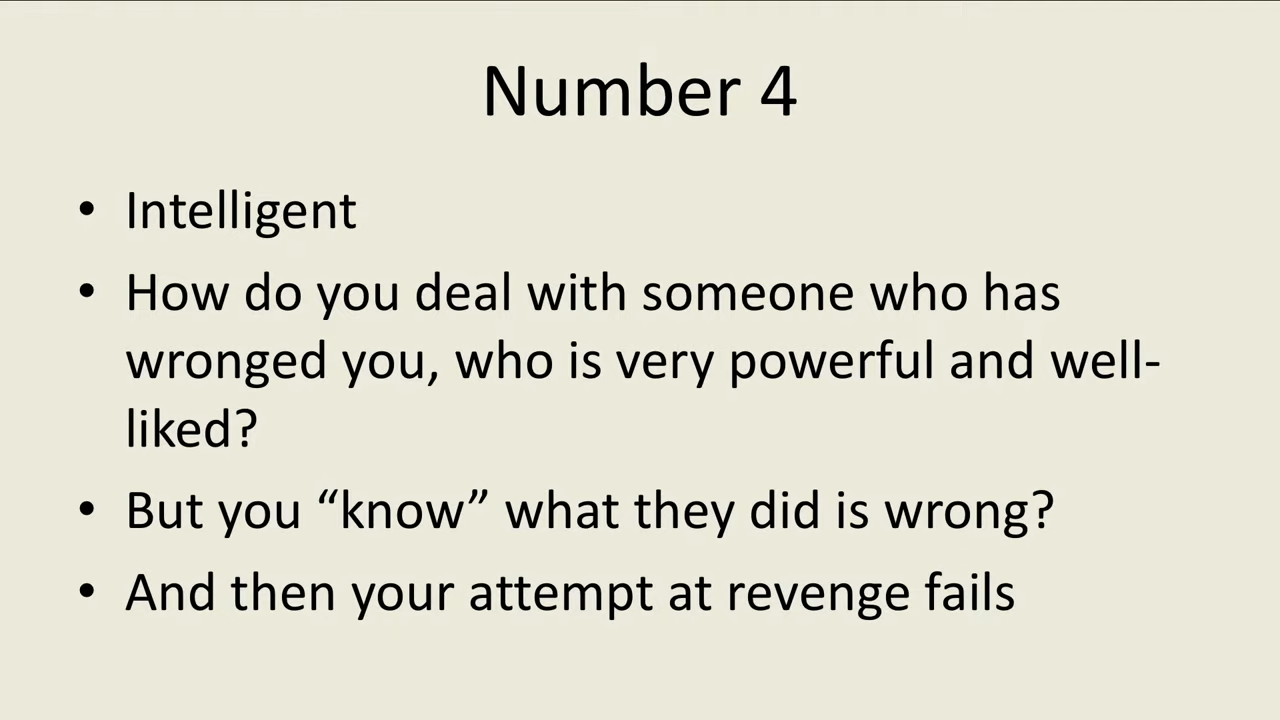 Number 4
• Intelligent
• How do you deal with someone who has
wronged you, who is very powerful and well-
liked?
• But you “know” what they did is wrong?
• And then your attempt at revenge fails